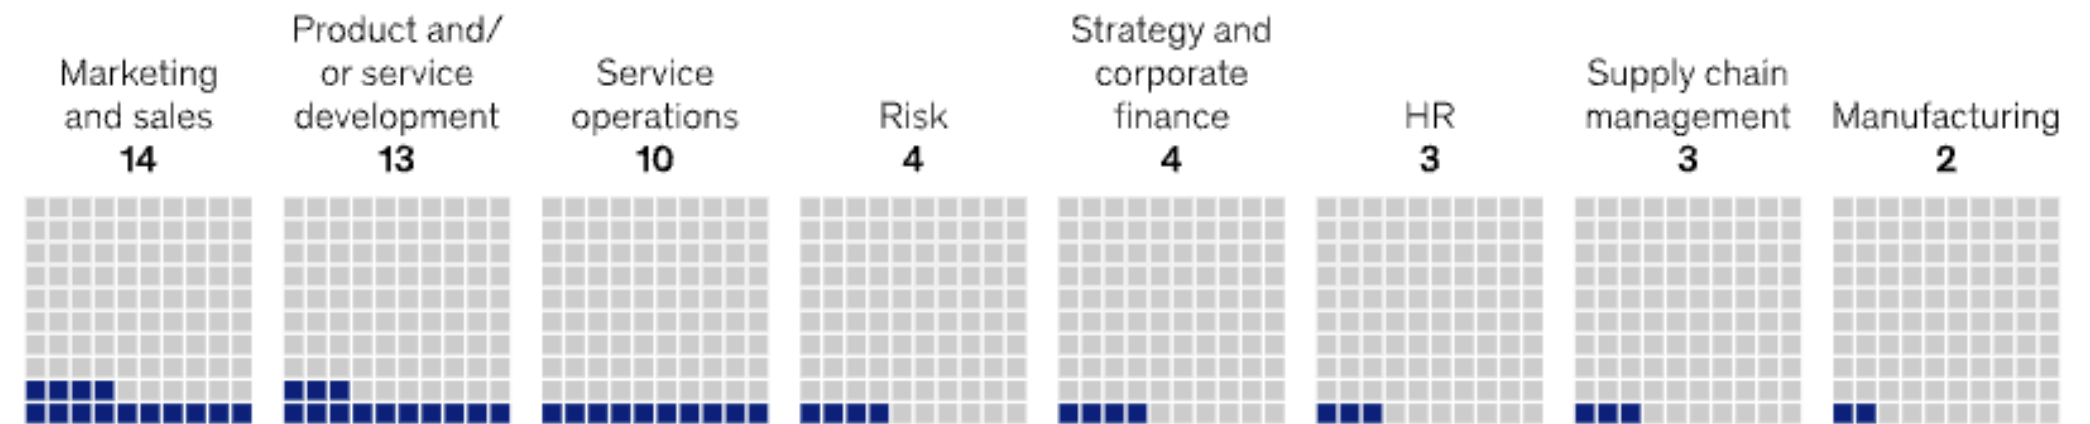 Marketing
and sales
14
Product and/
or service
development
13
Service
operations
10
Risk
4
Strategy and
corporate
finance
4
HR
3
Supply chain
management
3
Manufacturing
2